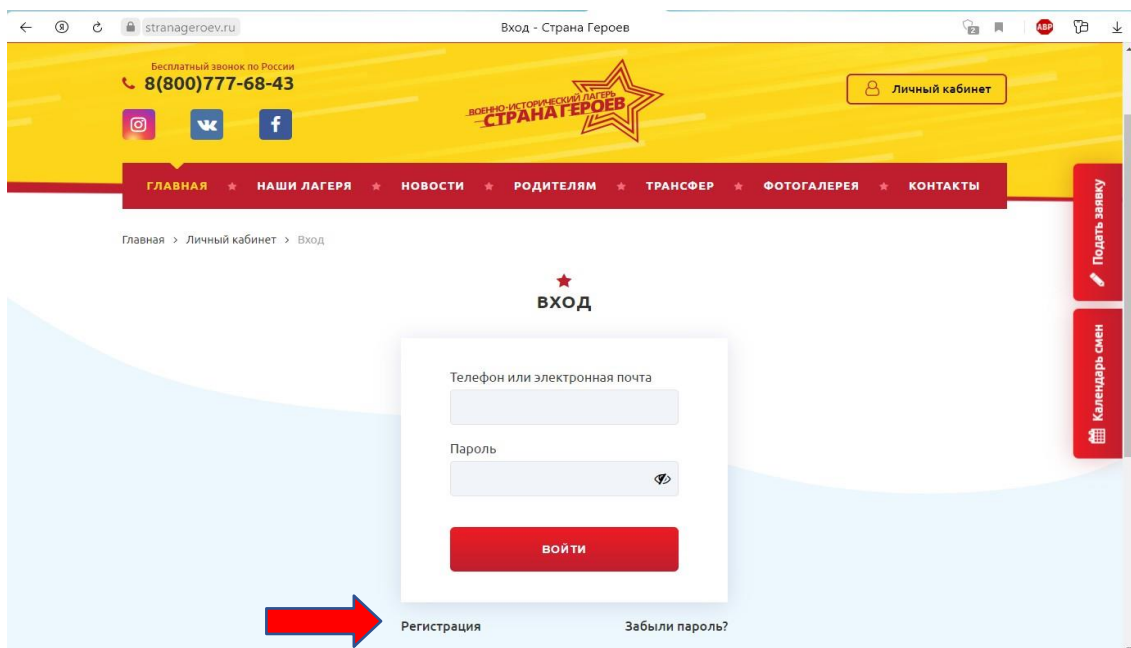 stranageroev.ru
Вход - Страна Героев
2
ABP
Бесплатный звонок по России
8(800)777-68-43
ВОЕННО-ИСТОРИЧЕСКИЙ ЛАГЕРЬ
СТРАНА ГЕРОЕВ
Личный кабинет
ГЛАВНАЯ НАШИ ЛАГЕРЯ НОВОСТИ РОДИТЕЛЯМ ТРАНСФЕР ФОТОГАЛЕРЕЯ КОНТАКТЫ
Подать заявку
Календарь смен
Главная > Личный кабинет > Вход
ВХОД
Телефон или электронная почта
Пароль
ВОЙТИ
Регистрация
Забыли пароль?